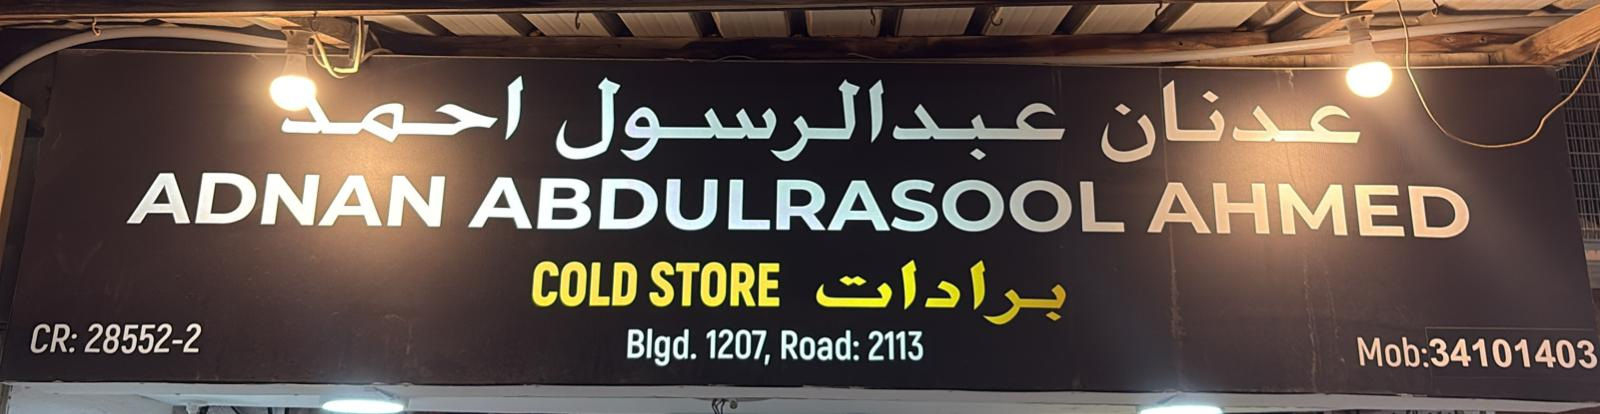 عدنان عبدالرسول احمد
ADNAN ABDULRASOOL AHMED
COLD STORE برادات
Blgd. 1207, Road: 2113
CR: 28552-2
Mob:34101403